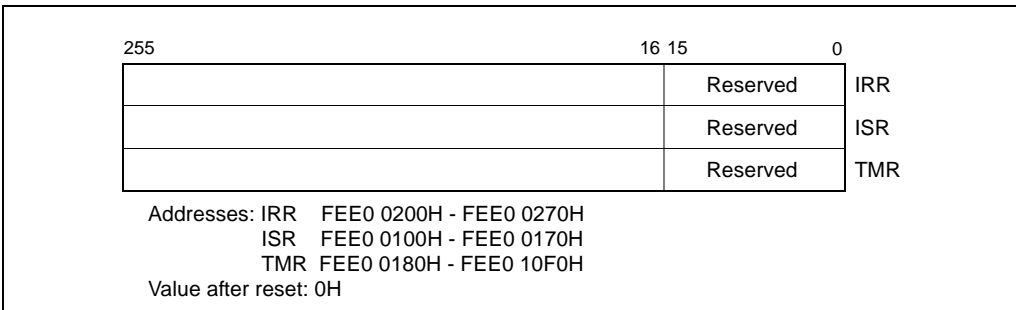 255 16 15 0
Reserved IRR
Reserved ISR
Reserved TMR
Addresses: IRR FEE0 0200H - FEE0 0270H
ISR FEE0 0100H - FEE0 0170H
TMR FEE0 0180H - FEE0 10F0H
Value after reset: 0H